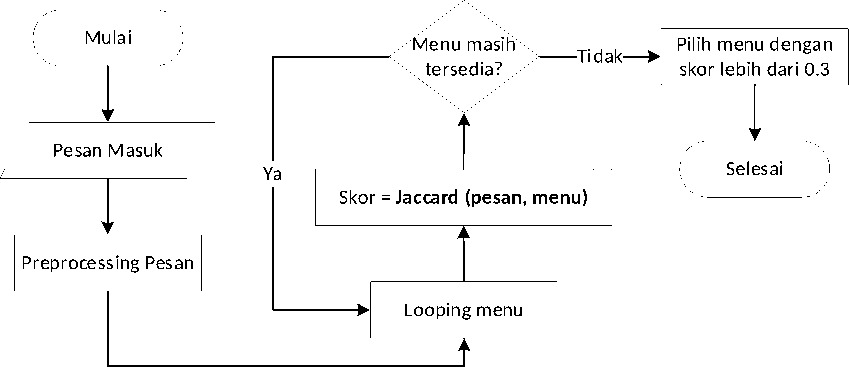 Mulai
Pesan Masuk
Preprocessing Pesan
Looping menu
Skor = Jaccard (pesan, menu)
Menu masih
tersedia?
Ya
Tidak
Pilih menu dengan
skor lebih dari 0.3
Selesai